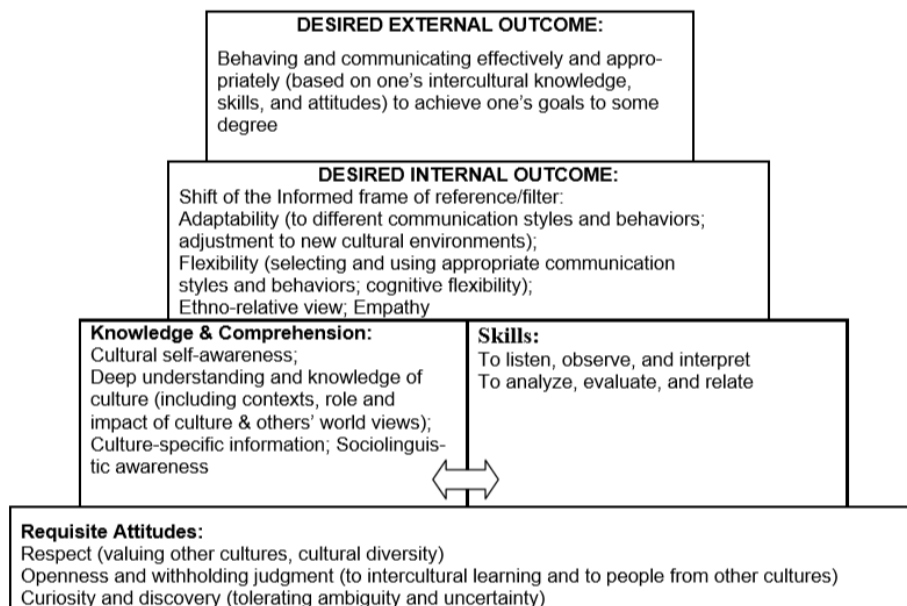 DESIRED EXTERNAL OUTCOME:
Behaving and communicating effectively and appro-
priately (based on one's intercultural knowledge,
skills, and attitudes) to achieve one's goals to some
degree
DESIRED INTERNAL OUTCOME:
Shift of the Informed frame of reference/filter:
Adaptability (to different communication styles and behaviors;
adjustment to new cultural environments);
Flexibility (selecting and using appropriate communication
styles and behaviors; cognitive flexibility);
Ethno-relative view; Empathy
Knowledge & Comprehension:
Cultural self-awareness;
Deep understanding and knowledge of
culture (including contexts, role and
impact of culture & others' world views);
Culture-specific information; Sociolinguis-
tic awareness
Skills:
To listen, observe, and interpret
To analyze, evaluate, and relate
Requisite Attitudes:
Respect (valuing other cultures, cultural diversity)
Openness and withholding judgment (to intercultural learning and to people from other cultures)
Curiosity and discovery (tolerating ambiguity and uncertainty)